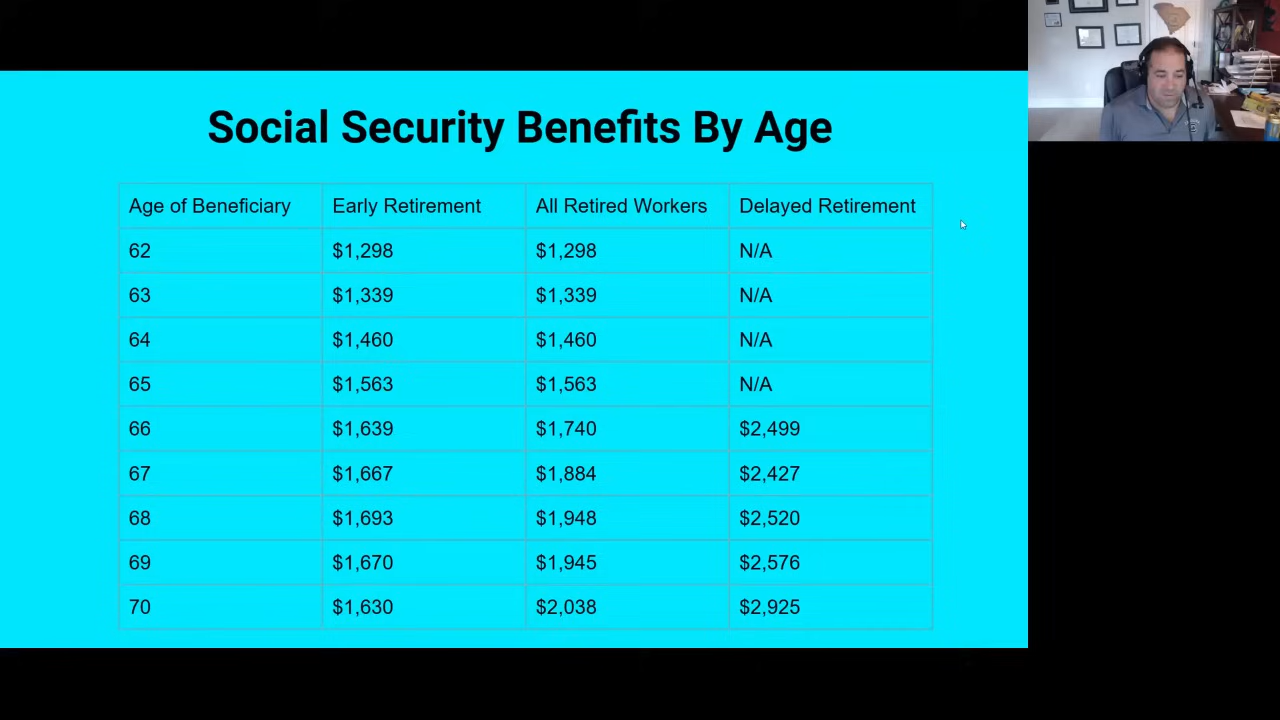 Social Security Benefits By Age
Age of Beneficiary Early Retirement All Retired Workers Delayed Retirement
62 $1,298 $1,298 N/A
63 $1,339 $1,339 N/A
64 $1,460 $1,460 N/A
65 $1,563 $1,563 N/A
66 $1,639 $1,740 $2,499
67 $1,667 $1,884 $2,427
68 $1,693 $1,948 $2,520
69 $1,670 $1,945 $2,576
70 $1,630 $2,038 $2,925